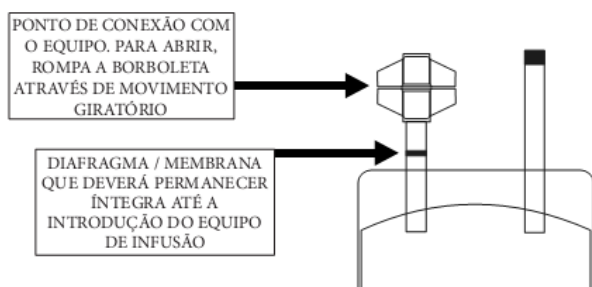 PONTO DE CONEXÃO COM
O EQUIPO. PARA ABRIR,
ROMPA A BORBOLETA
ATRAVÉS DE MOVIMENTO
GIRATÓRIO
DIAFRAGMA / MEMBRANA
QUE DEVERÁ PERMANECER
ÍNTEGRA ATÉ A
INTRODUÇÃO DO EQUIPO
DE INFUSÃO